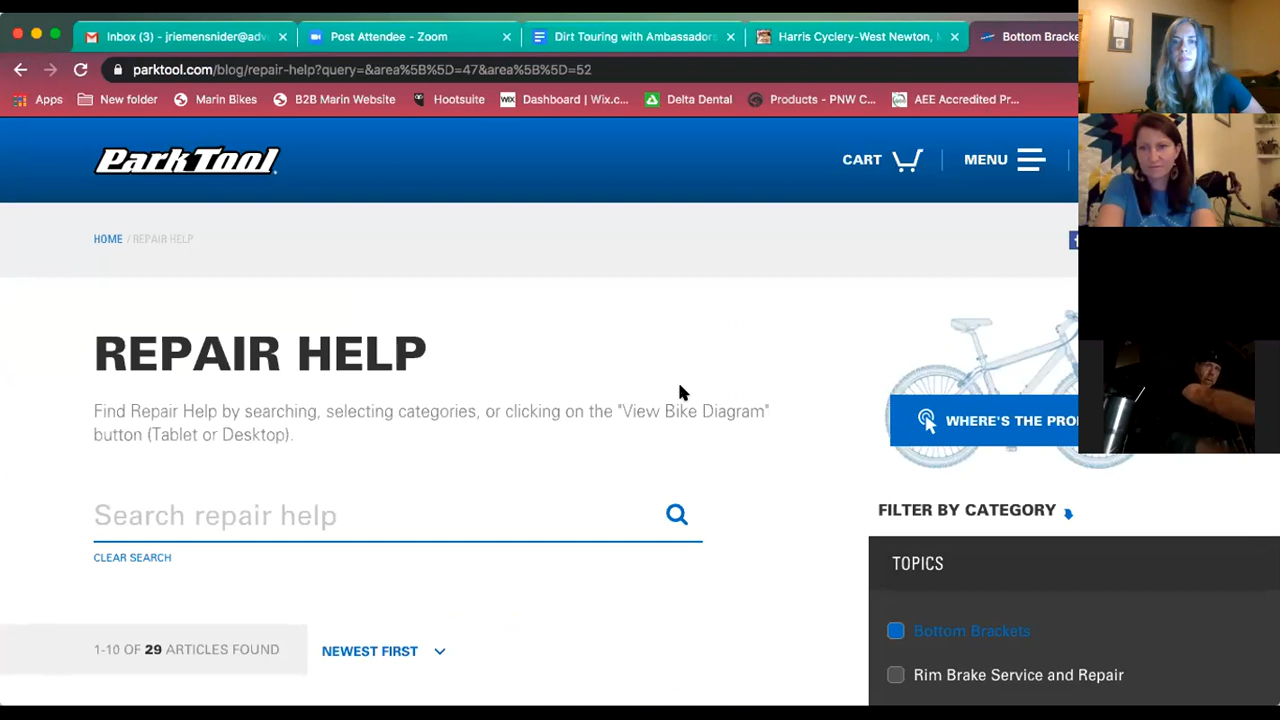 Inbox (3) - jriemensnider@adv
Post Attendee - Zoom
Dirt Touring with Ambassadors
Harris Cyclery-West Newton,
Bottom Bracke
parktool.com/blog/repair-help?query=&area%5B%5D=47&area%5B%5D=52
Apps
New folder
Marin Bikes
B2B Marin Website
Hootsuite
WIX
Dashboard | Wix.c...
Delta Dental
Products - PNW C...
AEE Accredited Pr...
ParkTool
CART
MENU
HOME / REPAIR HELP
REPAIR HELP
Find Repair Help by searching, selecting categories, or clicking on the "View Bike Diagram"
button (Tablet or Desktop).
WHERE'S THE PRO
Search repair help
FILTER BY CATEGORY
CLEAR SEARCH
TOPICS
Bottom Brackets
1-10 OF 29 ARTICLES FOUND
NEWEST FIRST
Rim Brake Service and Repair